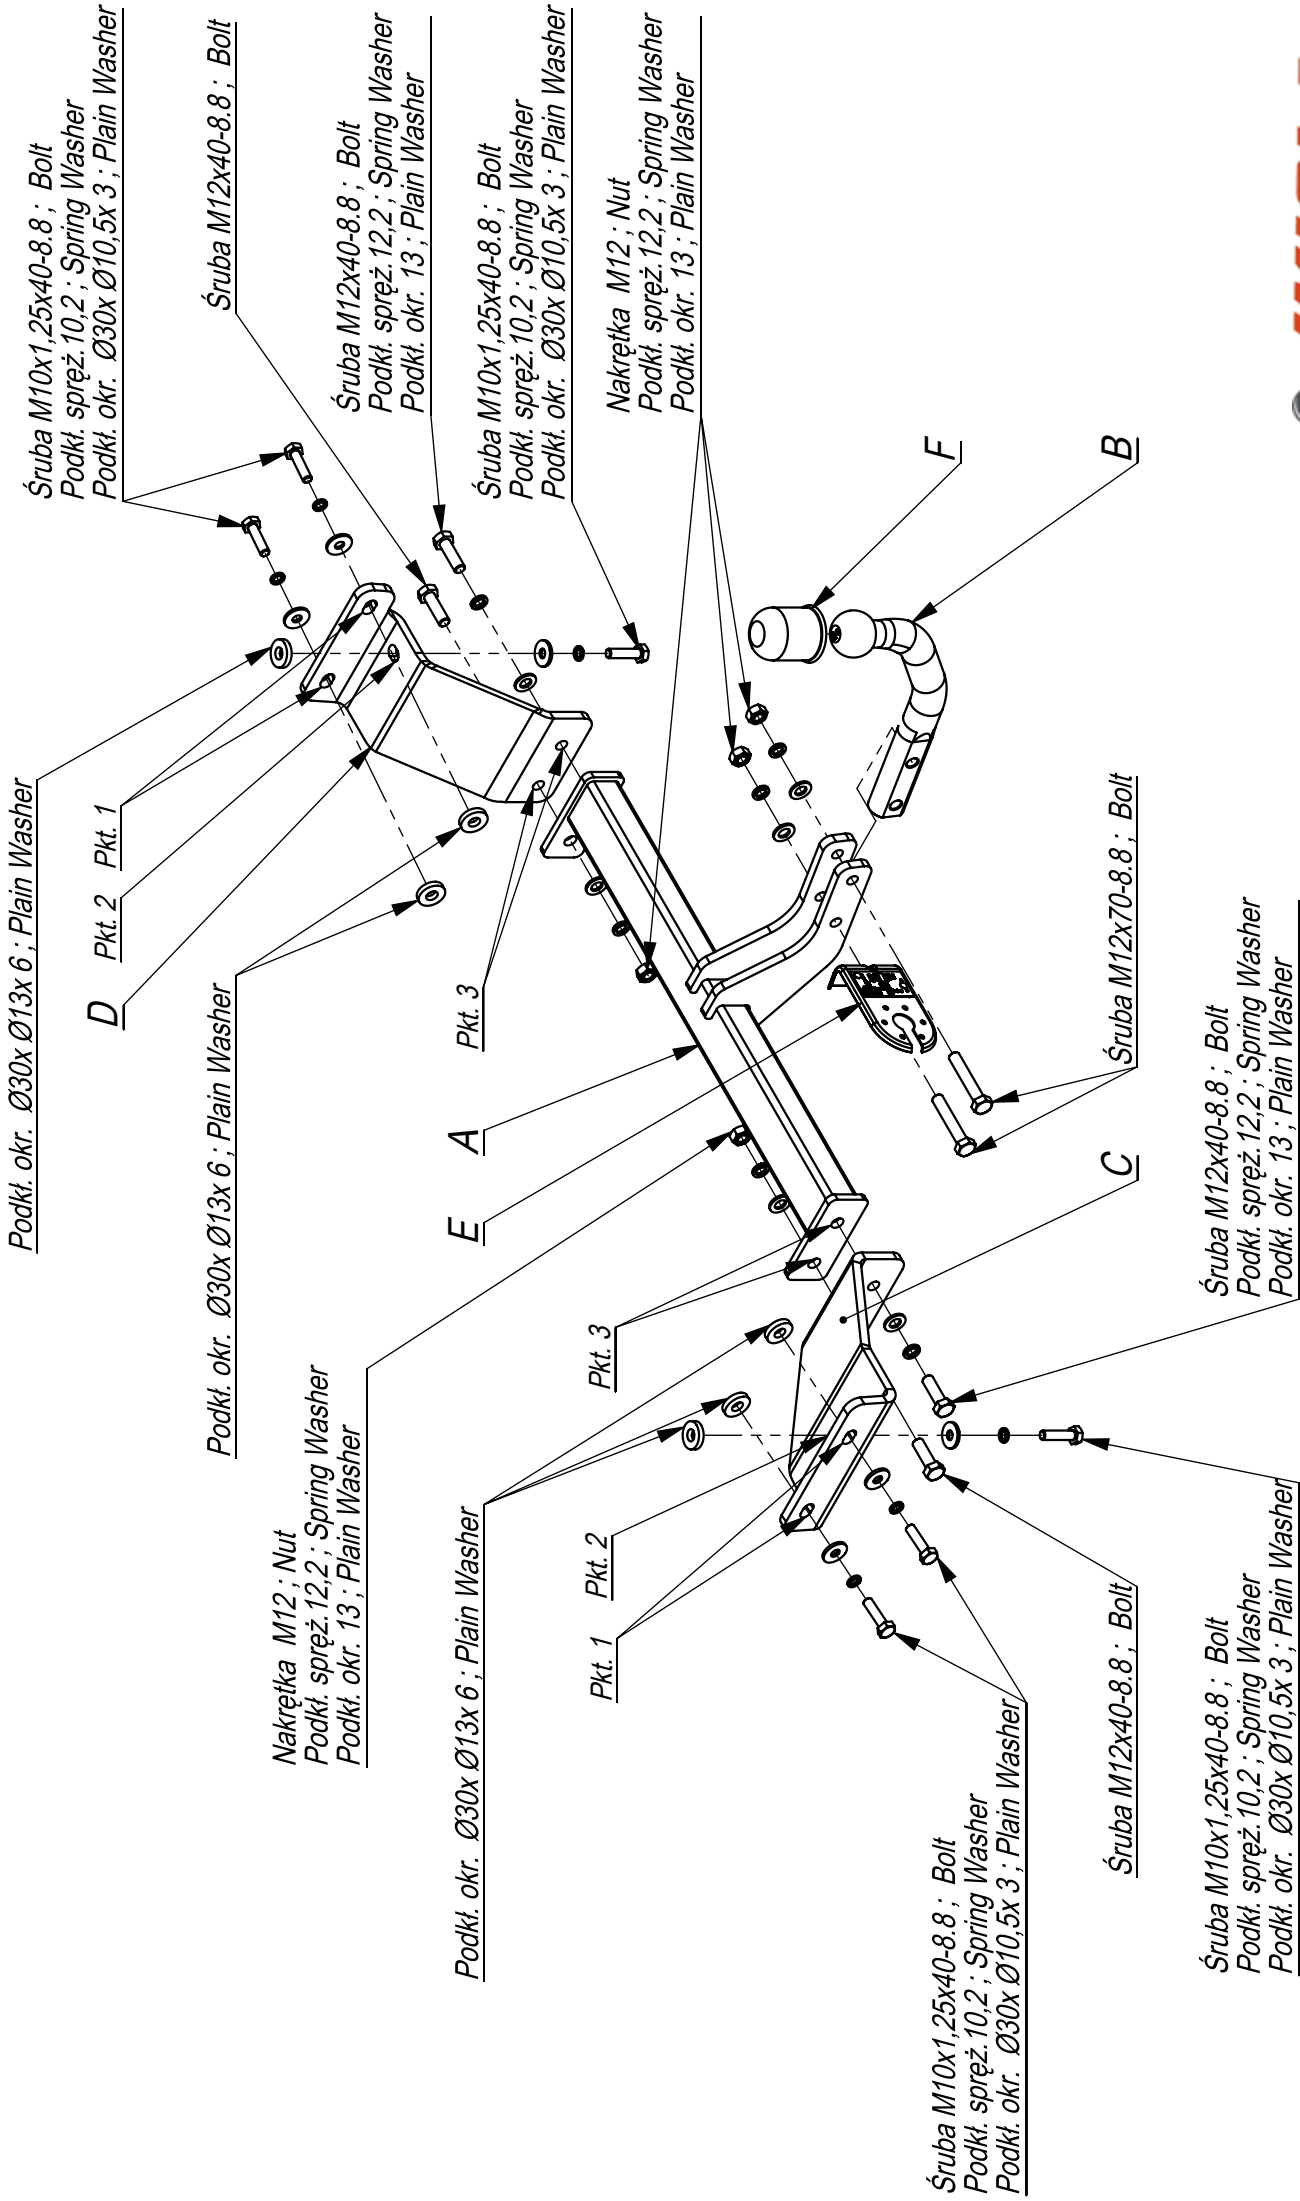 Podkł. okr. Ø30x Ø13x 6 ; Plain Washer
Pkt. 1
Pkt. 2
D
Podkł. okr. Ø30x Ø13x 6 ; Plain Washer
Śruba M10x1,25x40-8.8 ; Bolt
Podkł. spręż.10,2 ; Spring Washer
Podkł. okr. Ø30x Ø10,5x 3 ; Plain Washer
Śruba M12x40-8.8 ; Bolt
Śruba M12x40-8.8 ; Bolt
Podkł. spręż.12,2 ; Spring Washer
Podkł. okr. 13 ; Plain Washer
Śruba M10x1,25x40-8.8 ; Bolt
Podkł. spręż.10,2 ; Spring Washer
Podkł. okr. Ø30x Ø10,5x 3 ; Plain Washer
Nakrętka M12 ; Nut
Podkł. spręż.12,2 ; Spring Washer
Podkł. okr. 13 ; Plain Washer
F
B
Nakrętka M12 ; Nut
Podkł. spręż.12,2 ; Spring Washer
Podkł. okr. 13 ; Plain Washer
Podkł. okr. Ø30x Ø13x 6 ; Plain Washer
Pkt. 3
A
E
Pkt. 3
Pkt. 2
Pkt. 1
Śruba M12x70-8.8 ; Bolt
C
Śruba M12x40-8.8 ; Bolt
Podkł. spręż.12,2 ; Spring Washer
Podkł. okr. 13 ; Plain Washer
Śruba M10x1,25x40-8.8 ; Bolt
Podkł. spręż.10,2 ; Spring Washer
Podkł. okr. Ø30x Ø10,5x 3 ; Plain Washer
Śruba M12x40-8.8 ; Bolt
Śruba M10x1,25x40-8.8 ; Bolt
Podkł. spręż.10,2 ; Spring Washer
Podkł. okr. Ø30x Ø10,5x 3 ; Plain Washer